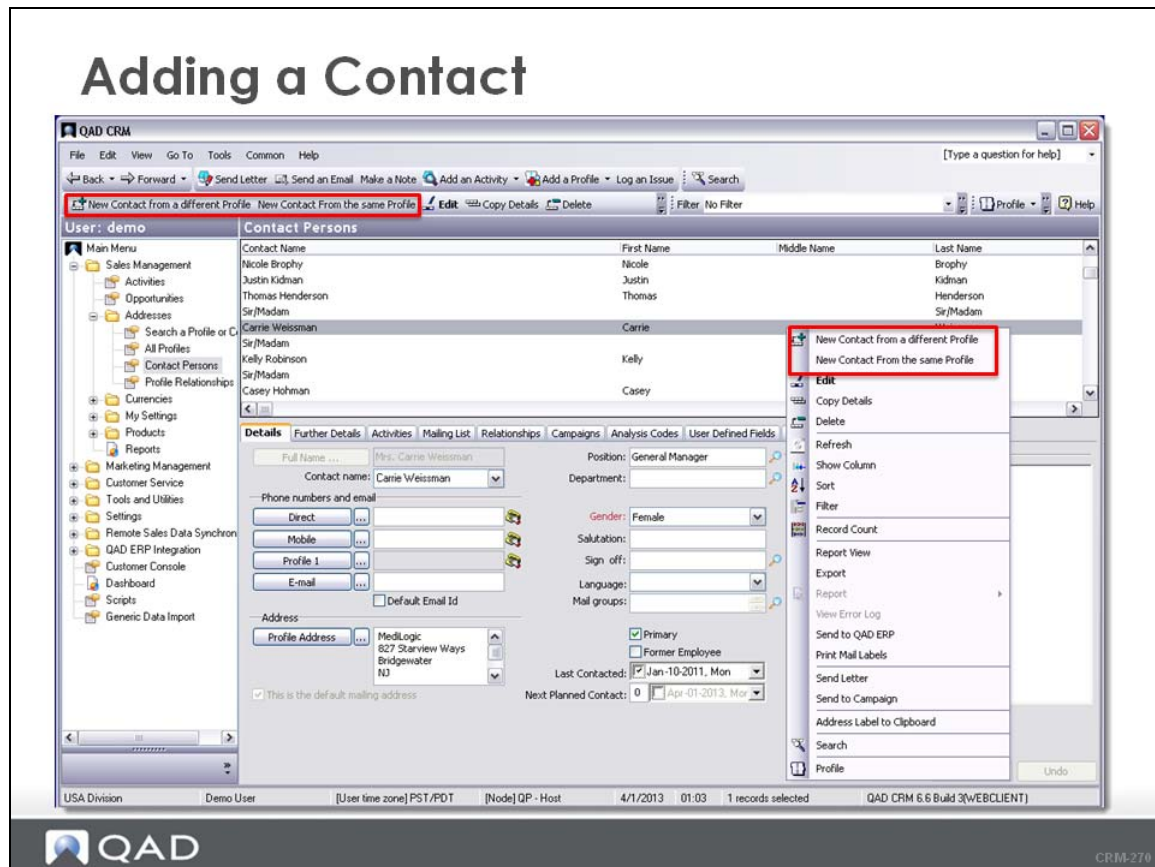 Adding a Contact
QAD CRM
File Edit View Go To Tools Common Help [Type a question for help]
Back Forward Send Letter Send an Email Make a Note Add an Activity Add a Profile Log an Issue Search
New Contact from a different Profile New Contact From the same Profile Edit Copy Details Delete Filter No Filter Profile Help
User: demo
Contact Persons
Main Menu
Sales Management
Activities
Opportunities
Addresses
Search a Profile or C
All Profiles
Contact Persons
Profile Relationships
Currencies
My Settings
Products
Reports
Marketing Management
Customer Service
Tools and Utilities
Settings
Remote Sales Data Synchron
QAD ERP Integration
Customer Console
Dashboard
Scripts
Generic Data Import
Contact Name First Name Middle Name Last Name
Nicole Brophy Nicole Brophy
Justin Kidman Justin Kidman
Thomas Henderson Thomas Henderson
Sir/Madam Sir/Madam
Carrie Weissman Carrie
Sir/Madam
Kelly Robinson Kelly
Sir/Madam
Casey Hohman Casey
Details Further Details Activities Mailing List Relationships Campaigns Analysis Codes User Defined Fields
Full Name ... Mrs. Carrie Weissman
Contact name: Carrie Weissman
Phone numbers and email
Direct ...
Mobile ...
Profile 1 ...
E-mail ...
Default Email Id
Address
Profile Address ... MediLogic
827 Starview Ways
Bridgewater
NJ
This is the default mailing address
Position: General Manager
Department:
Gender: Female
Salutation:
Sign off:
Language:
Mail groups:
Primary
Former Employee
Last Contacted: Jan-10-2011, Mon
Next Planned Contact: 0 Apr-01-2013, Mor
New Contact from a different Profile
New Contact From the same Profile
Edit
Copy Details
Delete
Refresh
Show Column
Sort
Filter
Record Count
Report View
Export
Report
View Error Log
Send to QAD ERP
Print Mail Labels
Send Letter
Send to Campaign
Address Label to Clipboard
Search
Profile
Undo
USA Division Demo User [User time zone] PST/PDT [Node] QP - Host 4/1/2013 01:03 1 records selected QAD CRM 6.6 Build 3(WEBCLIENT)
QAD
CRM-270